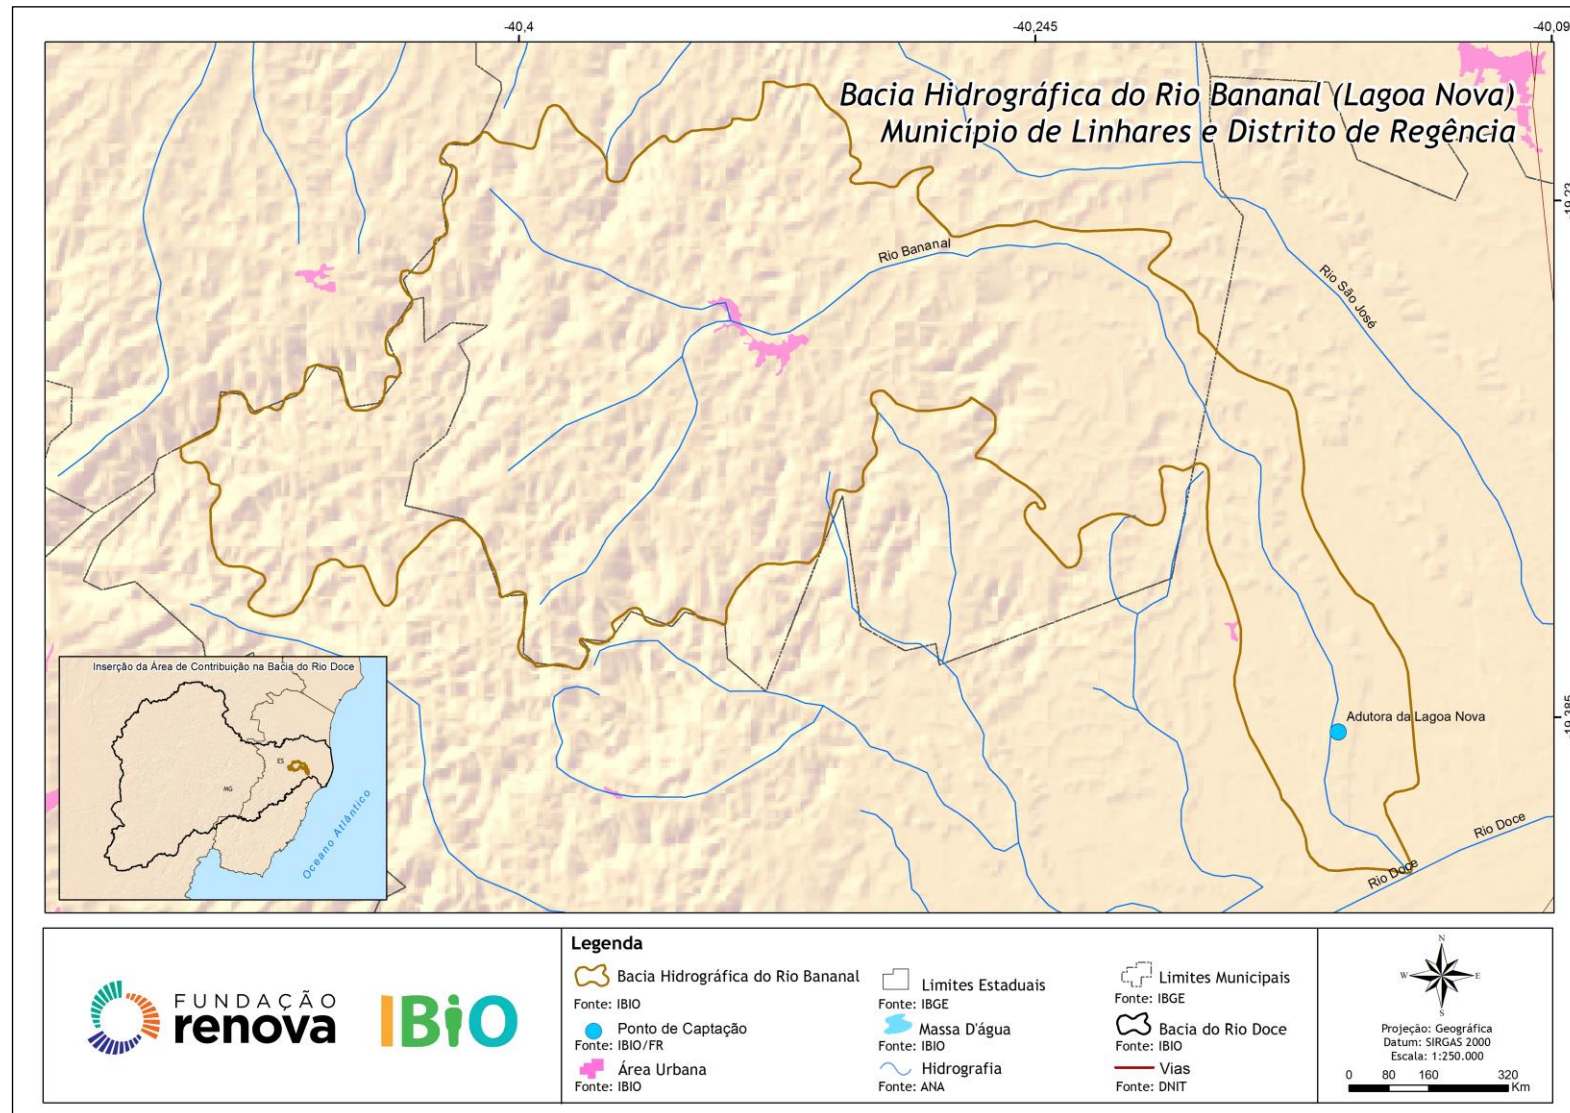 -40,4
-40,245
-40,09
Bacia Hidrográfica do Rio Bananal (Lagoa Nova)
Município de Linhares e Distrito de Regência
-19,23
Rio Bananal
Rio São José
-19,385
Adutora da Lagoa Nova
Rio Doce
Rio Doce
Inserção da Área de Contribuição na Bacia do Rio Doce
ES
MG
Oceano Atlântico
FUNDAÇÃO
renova
IBiO
Legenda
Bacia Hidrográfica do Rio Bananal
Fonte: IBIO
Ponto de Captação
Fonte: IBIO/FR
Área Urbana
Fonte: IBIO
Limites Estaduais
Fonte: IBGE
Massa D'água
Fonte: IBIO
Hidrografia
Fonte: ANA
Limites Municipais
Fonte: IBGE
Bacia do Rio Doce
Fonte: IBIO
Vias
Fonte: DNIT
N
W E
S
Projeção: Geográfica
Datum: SIRGAS 2000
Escala: 1:250.000
0 80 160 320
Km